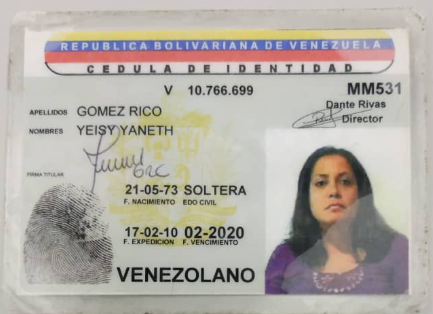 REPUBLICA BOLIVARIANA DE VENEZUELA
CEDULA DE IDENTIDAD
V 10.766.699 MM531
Dante Rivas
Director
APELLIDOS GOMEZ RICO
NOMBRES YEISY YANETH
FIRMA TITULAR
21-05-73 SOLTERA
F. NACIMIENTO EDO CIVIL
17-02-10 02-2020
F. EXPEDICION F. VENCIMIENTO
VENEZOLANO